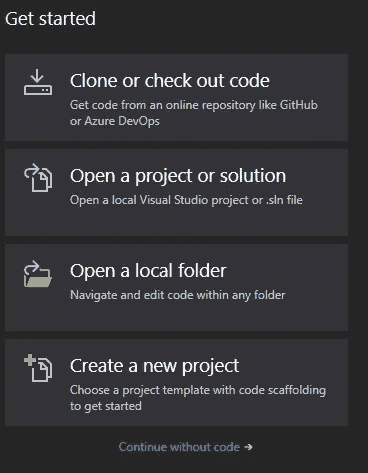 Get started
Clone or check out code
Get code from an online repository like GitHub
or Azure DevOps
Open a project or solution
Open a local Visual Studio project or .sln file
Open a local folder
Navigate and edit code within any folder
Create a new project
Choose a project template with code scaffolding
to get started
Continue without code →